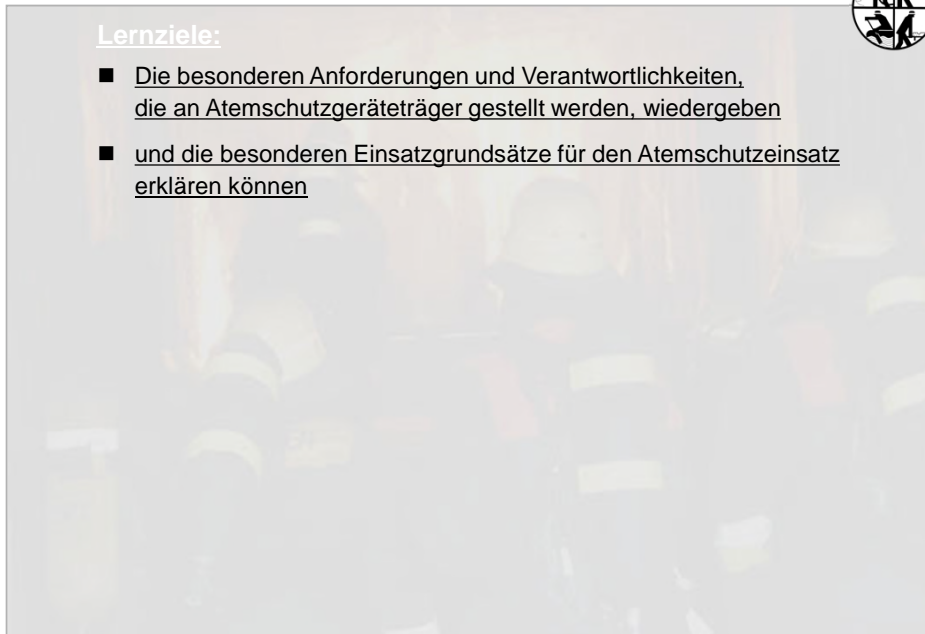 Lernziele:
■ Die besonderen Anforderungen und Verantwortlichkeiten,
die an Atemschutzgeräteträger gestellt werden, wiedergeben
■ und die besonderen Einsatzgrundsätze für den Atemschutzeinsatz
erklären können